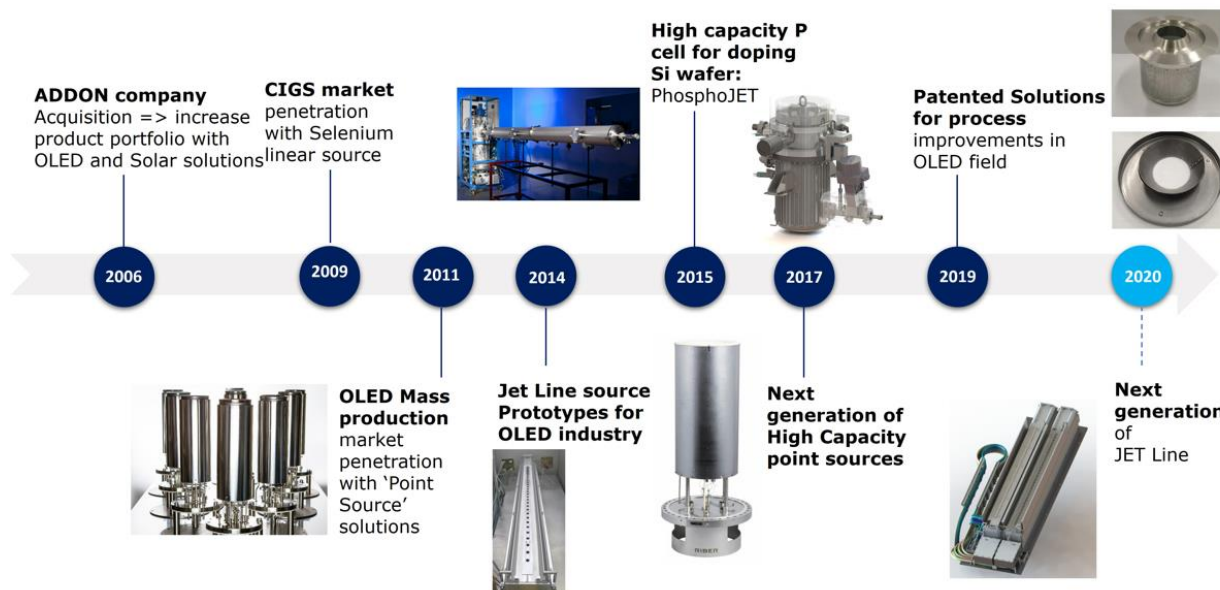 ADDON company
Acquisition => increase
product portfolio with
OLED and Solar solutions
CIGS market
penetration
with Selenium
linear source
High capacity P
cell for doping
Si wafer:
PhosphoJET
Patented Solutions
for process
improvements in
OLED field
2006
2009
2011
2014
2015
2017
2019
2020
OLED Mass
production
market
penetration
with ‘Point
Source’
solutions
Jet Line source
Prototypes for
OLED industry
RIBER
Next
generation of
High Capacity
point sources
Next
generation
of
JET Line